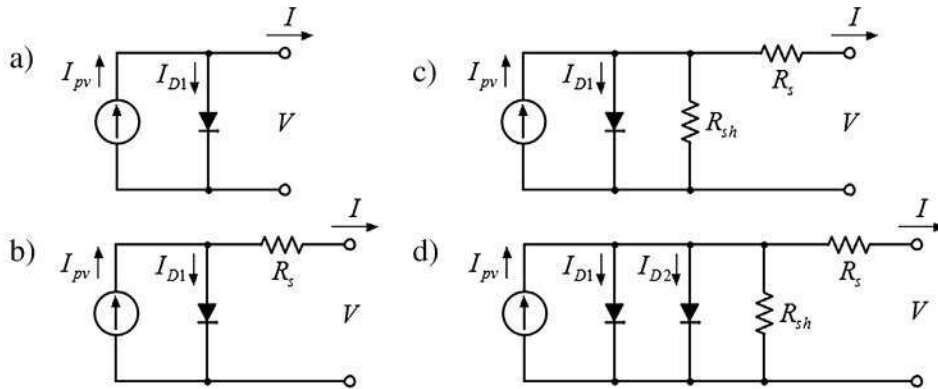 a)
I
I_pv
I_D1
V
b)
I
I_pv
I_D1
R_s
V
c)
I
I_pv
I_D1
R_sh
R_s
V
d)
I
I_pv
I_D1
I_D2
R_sh
R_s
V